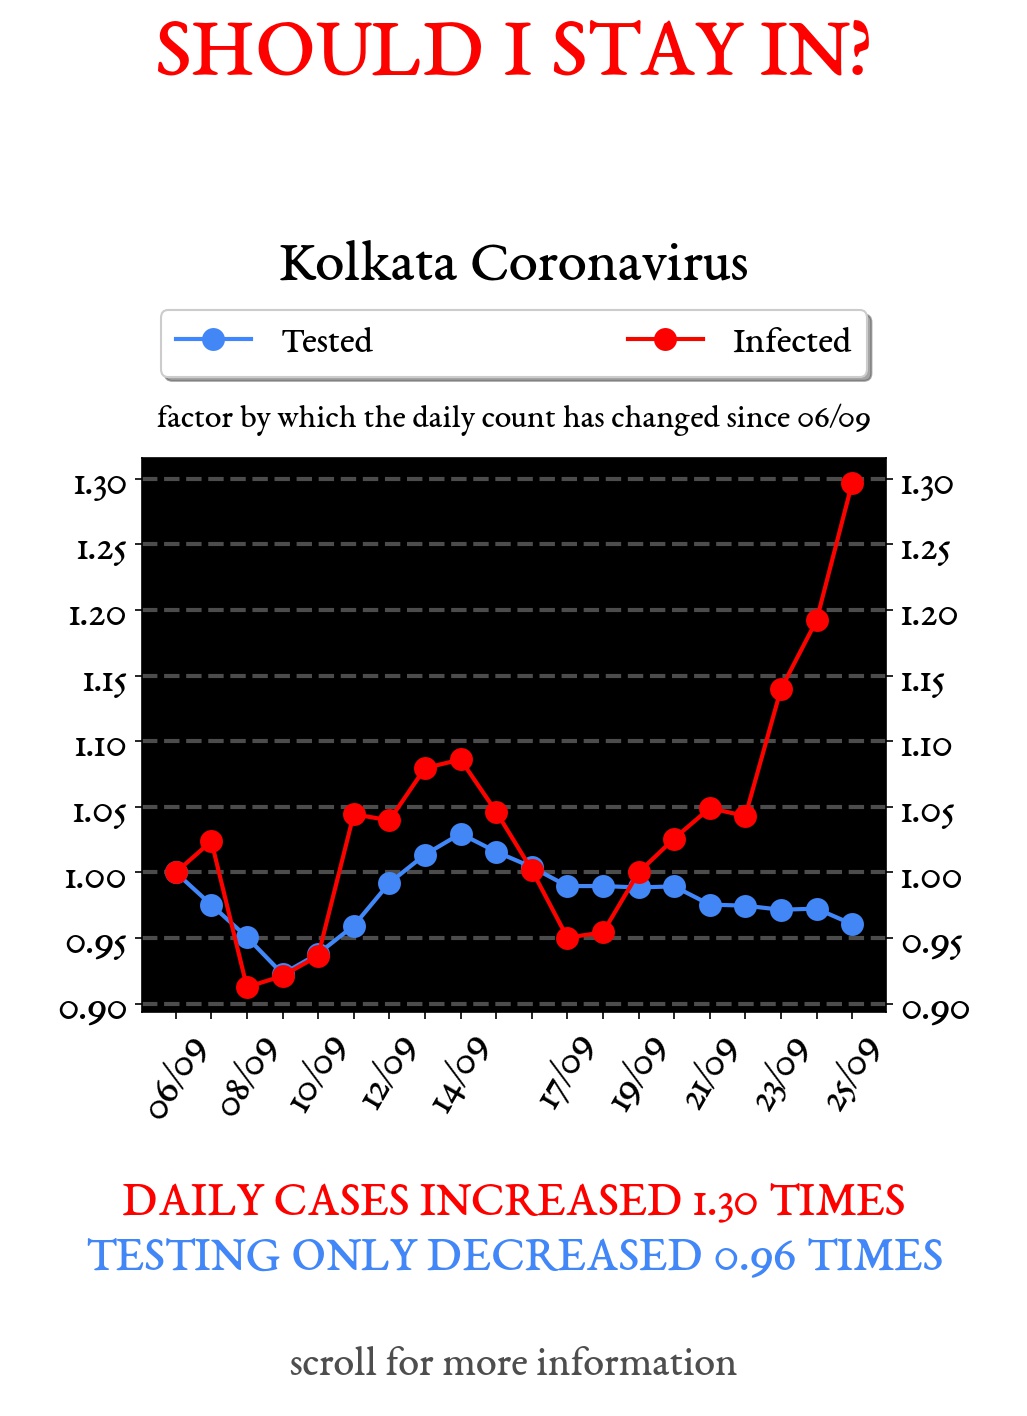 SHOULD I STAY IN?
Kolkata Coronavirus
Tested Infected
factor by which the daily count has changed since 06/09
1.30 1.30
1.25 1.25
1.20 1.20
1.15 1.15
1.10 1.10
1.05 1.05
1.00 1.00
0.95 0.95
0.90 0.90
06/09 08/09 10/09 12/09 14/09 17/09 19/09 21/09 23/09 25/09
DAILY CASES INCREASED 1.30 TIMES
TESTING ONLY DECREASED 0.96 TIMES
scroll for more information